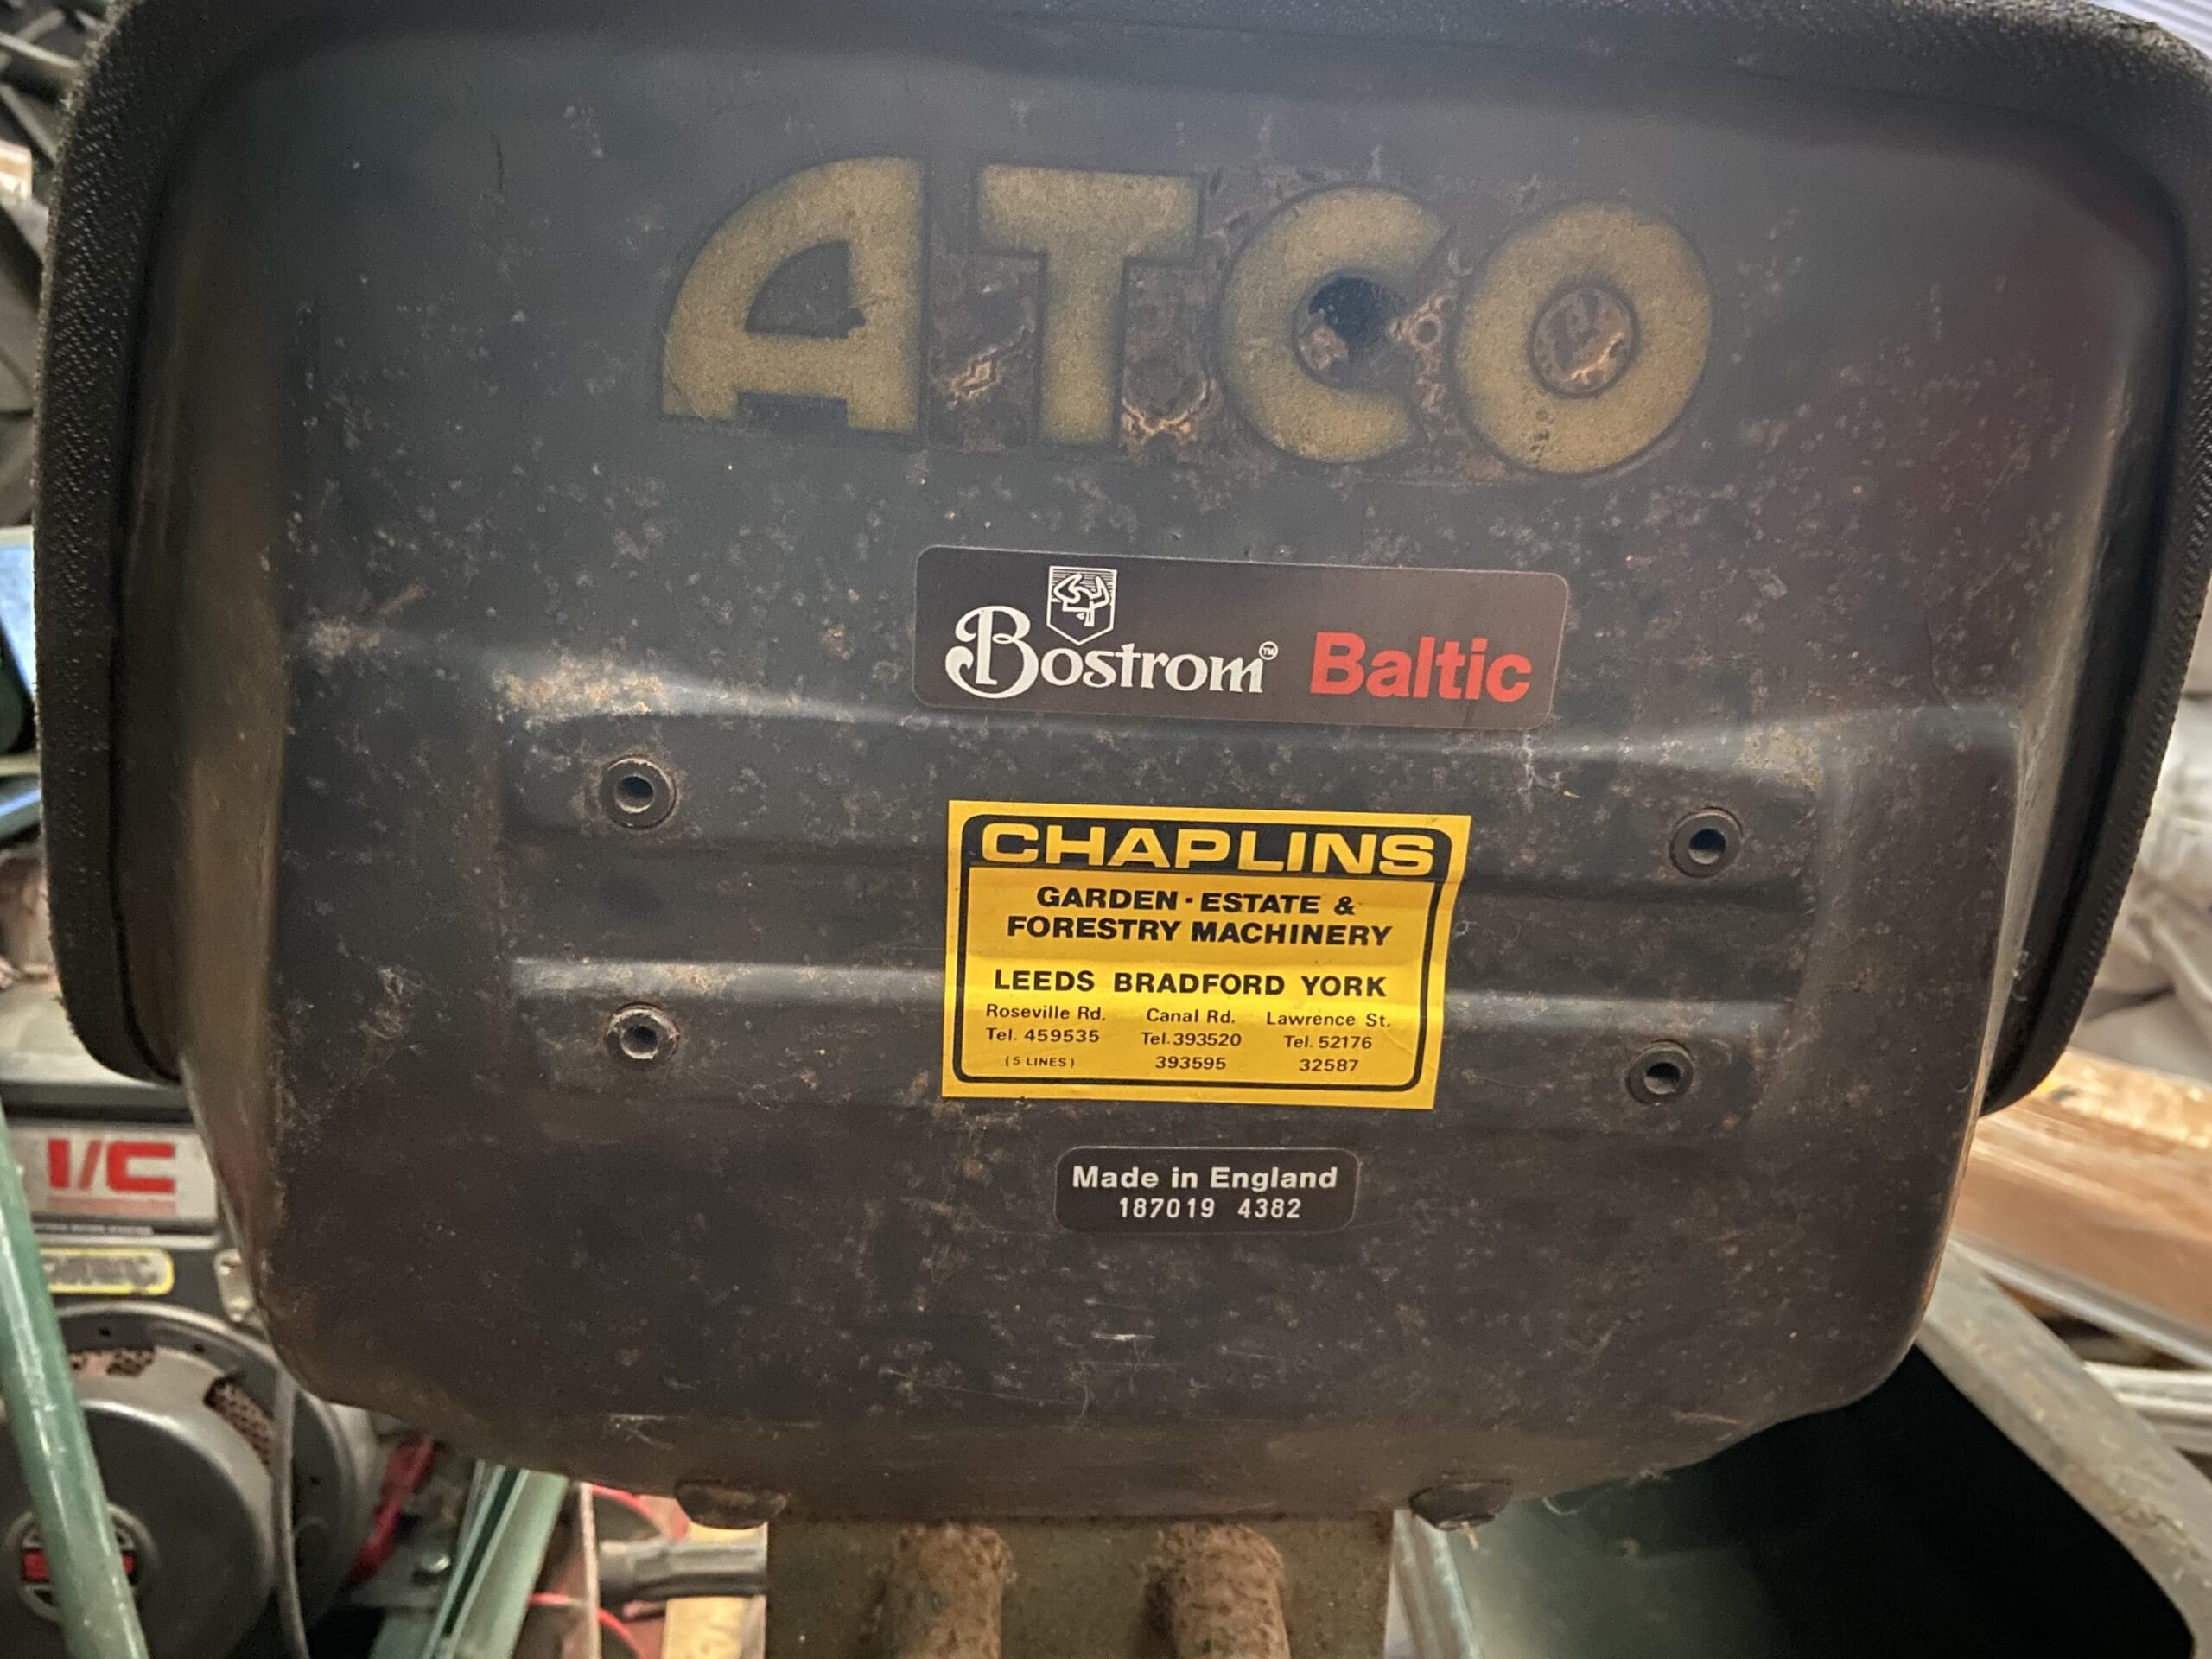 ATCO
Bostrom™ Baltic
CHAPLINS
GARDEN · ESTATE &
FORESTRY MACHINERY
LEEDS BRADFORD YORK
Roseville Rd. Canal Rd. Lawrence St.
Tel. 459535 Tel. 393520 Tel. 52176
(5 LINES) 393595 32587
Made in England
187019 4382
I/C